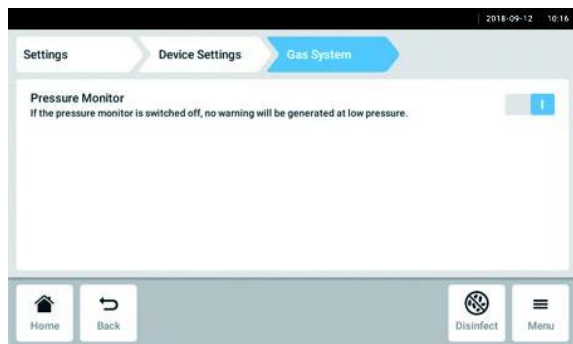 2018-09-12 10:16
Settings Device Settings Gas System
Pressure Monitor
If the pressure monitor is switched off, no warning will be generated at low pressure.
Home Back Disinfect Menu